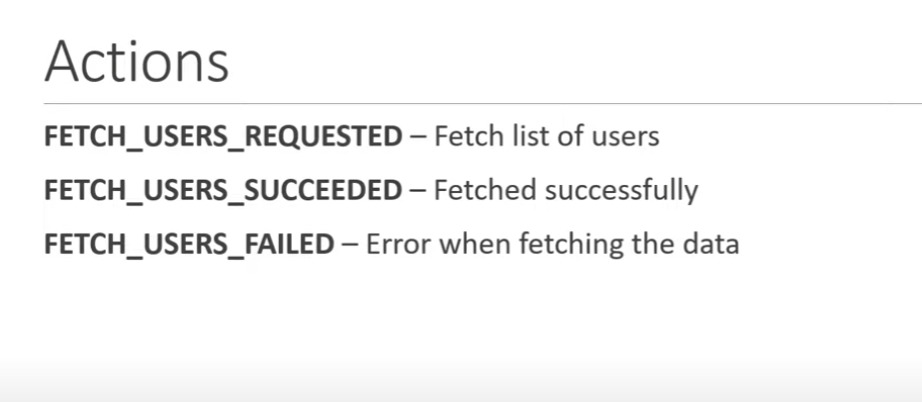 Actions
FETCH_USERS_REQUESTED – Fetch list of users
FETCH_USERS_SUCCEEDED – Fetched successfully
FETCH_USERS_FAILED – Error when fetching the data